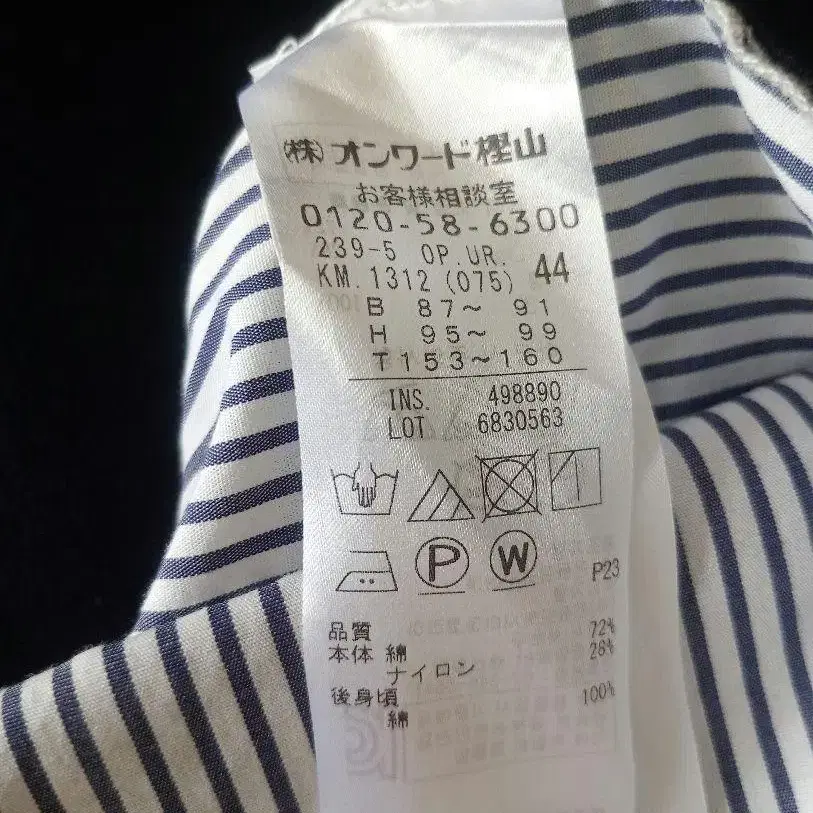 (株)オンワード樫山
お客様相談室
0120-58-6300
239-5 OP.UR.
KM.1312(075) 44
B 87～ 91
H 95～ 99
T153～160
INS. 498890
LOT 6830563
P W
P23
品質
本体 綿 72%
ナイロン 28%
後身頃
綿 100%